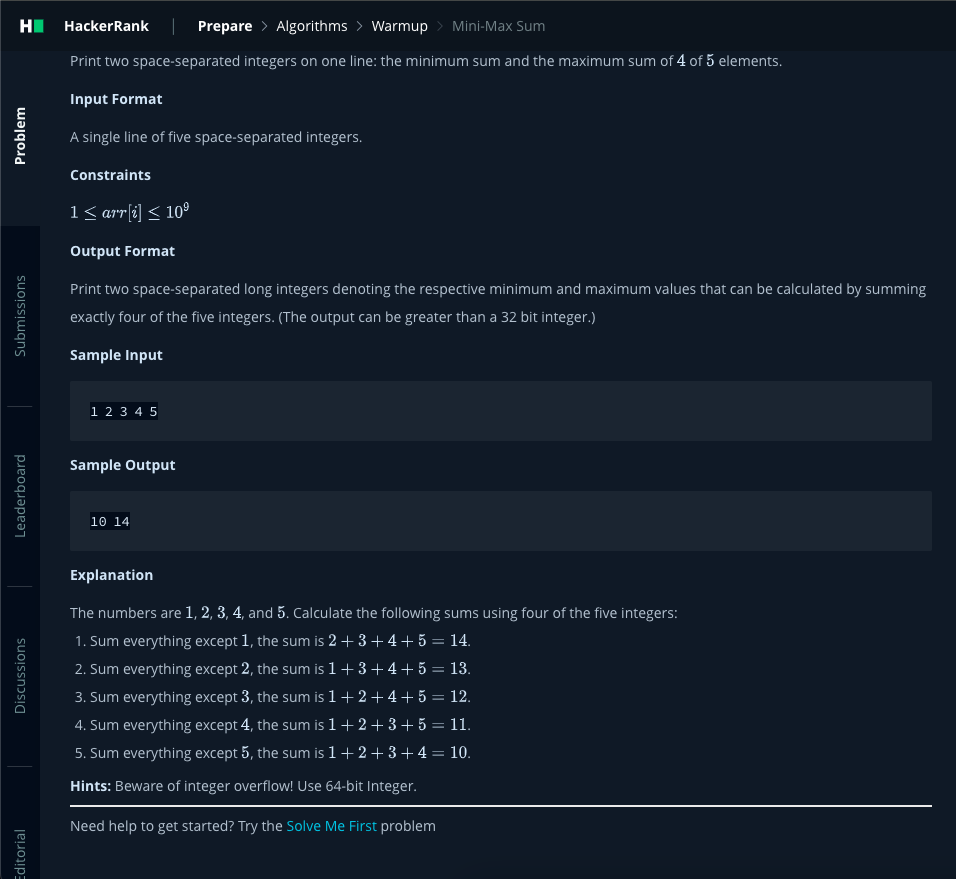 HackerRank | Prepare > Algorithms > Warmup > Mini-Max Sum
Problem
Submissions
Leaderboard
Discussions
Editorial
Print two space-separated integers on one line: the minimum sum and the maximum sum of 4 of 5 elements.
Input Format
A single line of five space-separated integers.
Constraints
1 ≤ arr[i] ≤ 10⁹
Output Format
Print two space-separated long integers denoting the respective minimum and maximum values that can be calculated by summing
exactly four of the five integers. (The output can be greater than a 32 bit integer.)
Sample Input
1 2 3 4 5
Sample Output
10 14
Explanation
The numbers are 1, 2, 3, 4, and 5. Calculate the following sums using four of the five integers:
1. Sum everything except 1, the sum is 2 + 3 + 4 + 5 = 14.
2. Sum everything except 2, the sum is 1 + 3 + 4 + 5 = 13.
3. Sum everything except 3, the sum is 1 + 2 + 4 + 5 = 12.
4. Sum everything except 4, the sum is 1 + 2 + 3 + 5 = 11.
5. Sum everything except 5, the sum is 1 + 2 + 3 + 4 = 10.
Hints: Beware of integer overflow! Use 64-bit Integer.
Need help to get started? Try the Solve Me First problem